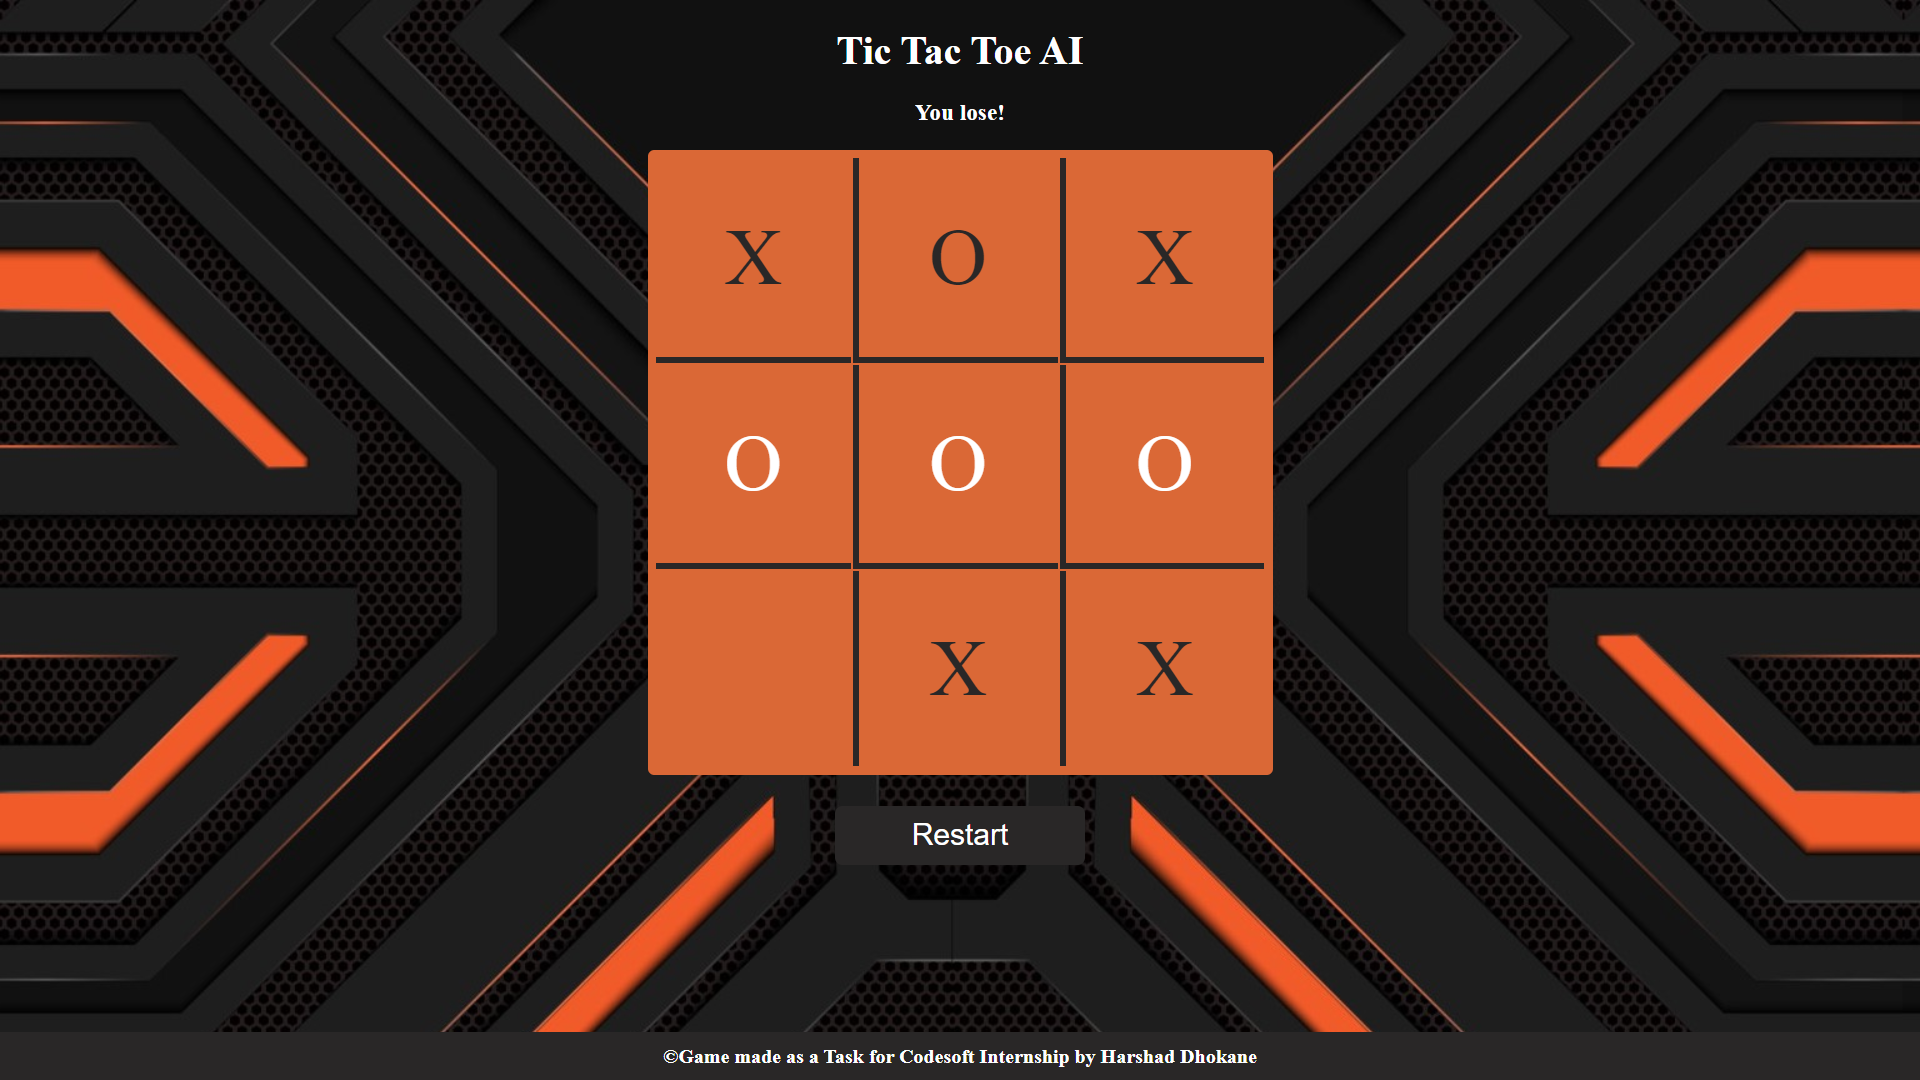 Tic Tac Toe AI
You lose!
X O X
O O O
X X
Restart
©Game made as a Task for Codesoft Internship by Harshad Dhokane